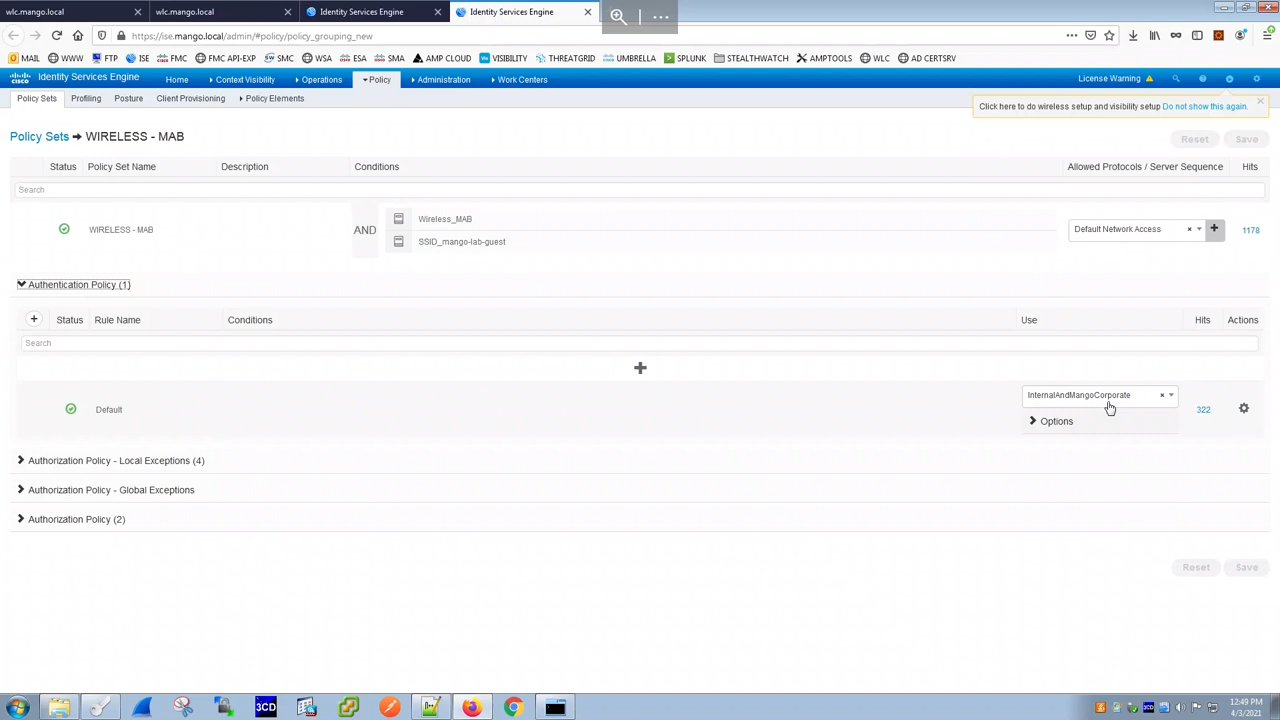 wlc.mango.local
wlc.mango.local
Identity Services Engine
Identity Services Engine
https://ise.mango.local/admin/#policy/policy_grouping_new
MAIL WWW FTP ISE FMC FMC API-EXP SMC WSA ESA SMA AMP VISIBILITY THREATGRID UMBRELLA SPLUNK STEALTHWATCH AMPTOOLS WLC AD CERTSRV
CISCO Identity Services Engine Home Context Visibility Operations Policy Administration Work Centers License Warning
Policy Sets Profiling Posture Client Provisioning Policy Elements
Click here to do wireless setup and visibility setup Do not show this again.
Policy Sets WIRELESS - MAB
Reset Save
Status Policy Set Name Description Conditions Allowed Protocols / Server Sequence Hits
Search
WIRELESS - MAB AND Wireless_MAB Default Network Access 1178
SSID_mango-lab-guest
Authentication Policy (1)
Status Rule Name Conditions Use Hits Actions
Search
Default InternalAndMangoCorporate 322
Options
Authorization Policy - Local Exceptions (4)
Authorization Policy - Global Exceptions
Authorization Policy (2)
Reset Save
3CD
12:49 PM
4/3/2021